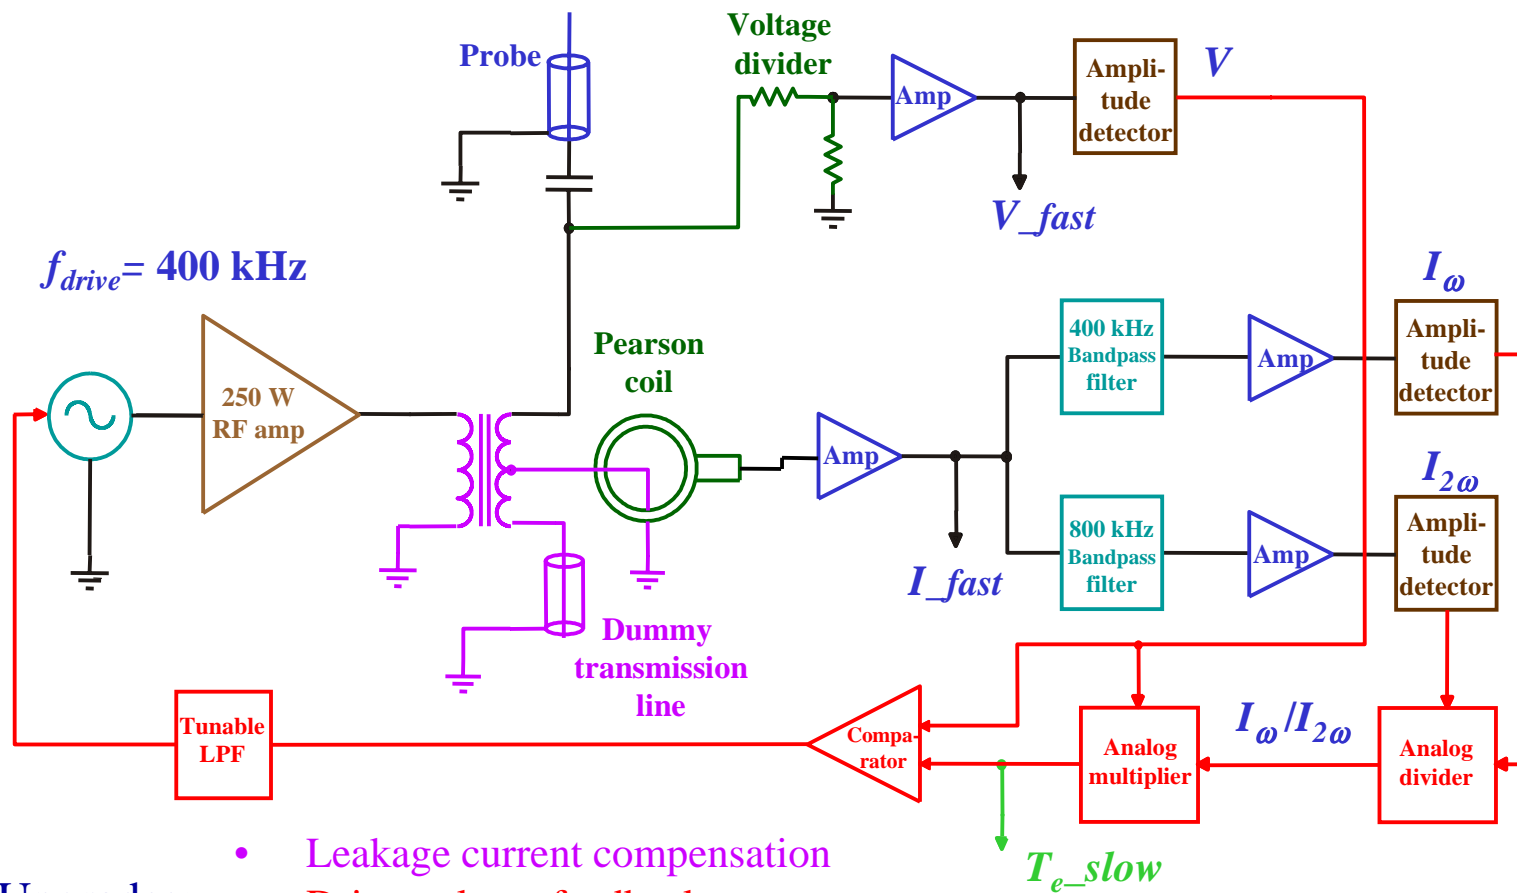 Probe
Voltage
divider
Amp
Ampli-
tude
detector
V
V_fast
f_drive= 400 kHz
250 W
RF amp
Pearson
coil
Amp
I_fast
400 kHz
Bandpass
filter
Amp
I_ω
Ampli-
tude
detector
800 kHz
Bandpass
filter
Amp
I_2ω
Ampli-
tude
detector
Dummy
transmission
line
Tunable
LPF
Compa-
rator
Analog
multiplier
I_ω/I_2ω
Analog
divider
T_e_slow
• Leakage current compensation